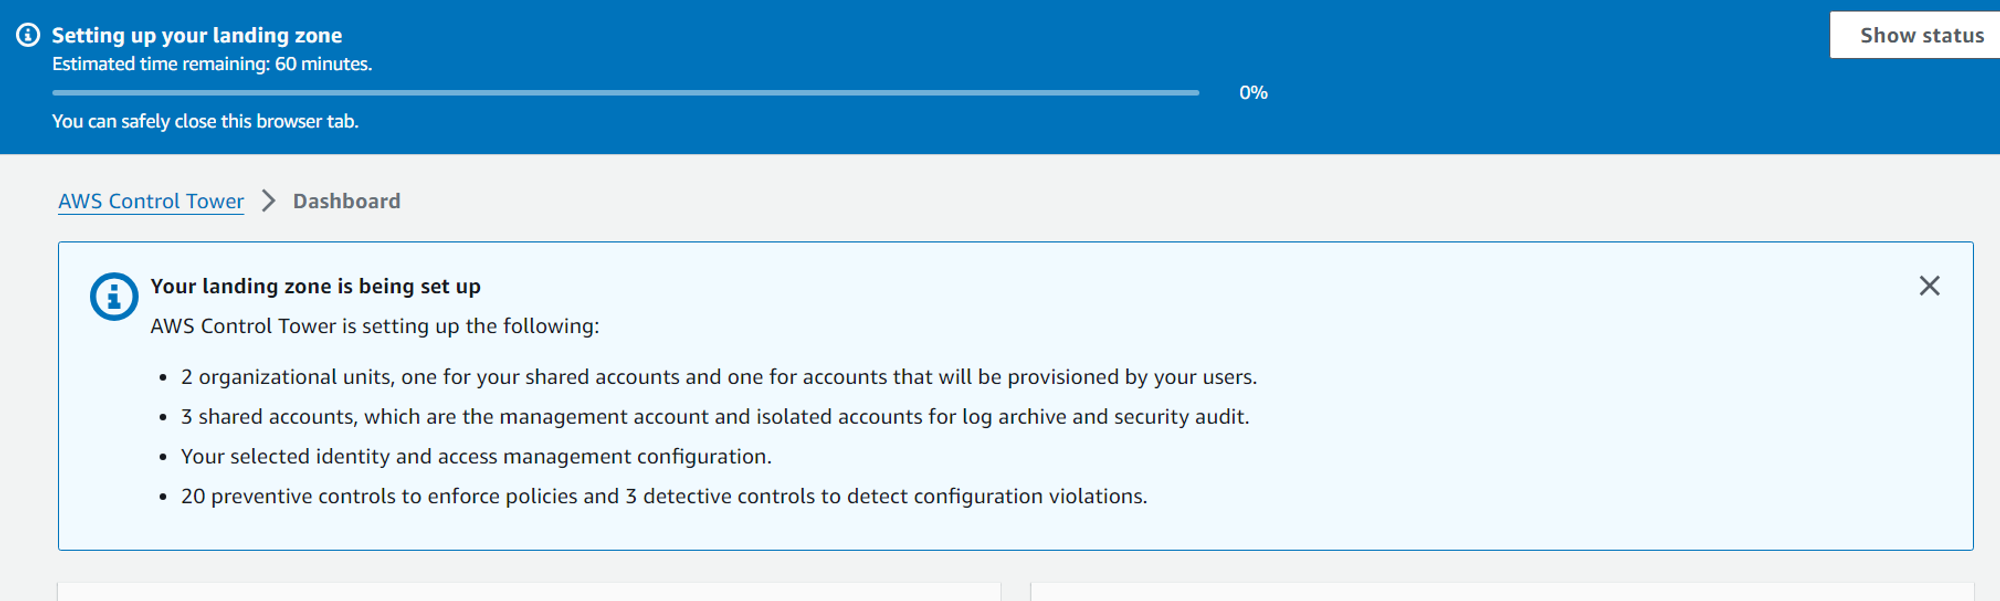 Setting up your landing zone
Show status
Estimated time remaining: 60 minutes.
0%
You can safely close this browser tab.
AWS Control Tower > Dashboard
Your landing zone is being set up
AWS Control Tower is setting up the following:
• 2 organizational units, one for your shared accounts and one for accounts that will be provisioned by your users.
• 3 shared accounts, which are the management account and isolated accounts for log archive and security audit.
• Your selected identity and access management configuration.
• 20 preventive controls to enforce policies and 3 detective controls to detect configuration violations.